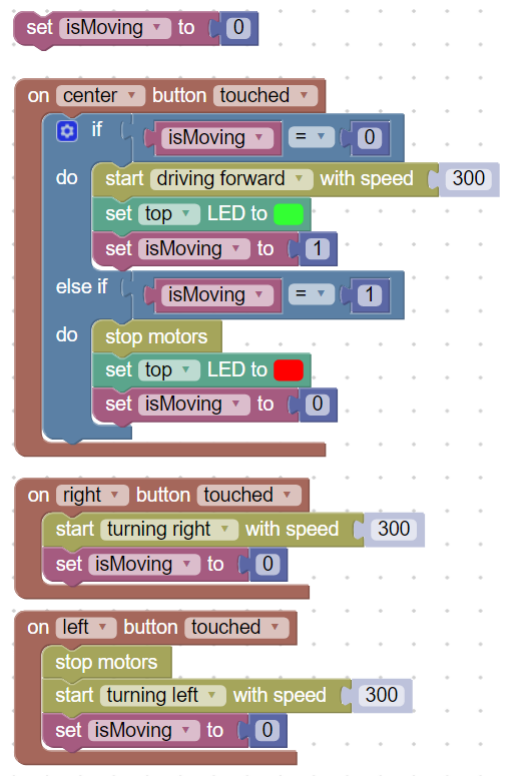 set isMoving to 0
on center button touched
if isMoving = 0
do start driving forward with speed 300
set top LED to
set isMoving to 1
else if isMoving = 1
do stop motors
set top LED to
set isMoving to 0
on right button touched
start turning right with speed 300
set isMoving to 0
on left button touched
stop motors
start turning left with speed 300
set isMoving to 0